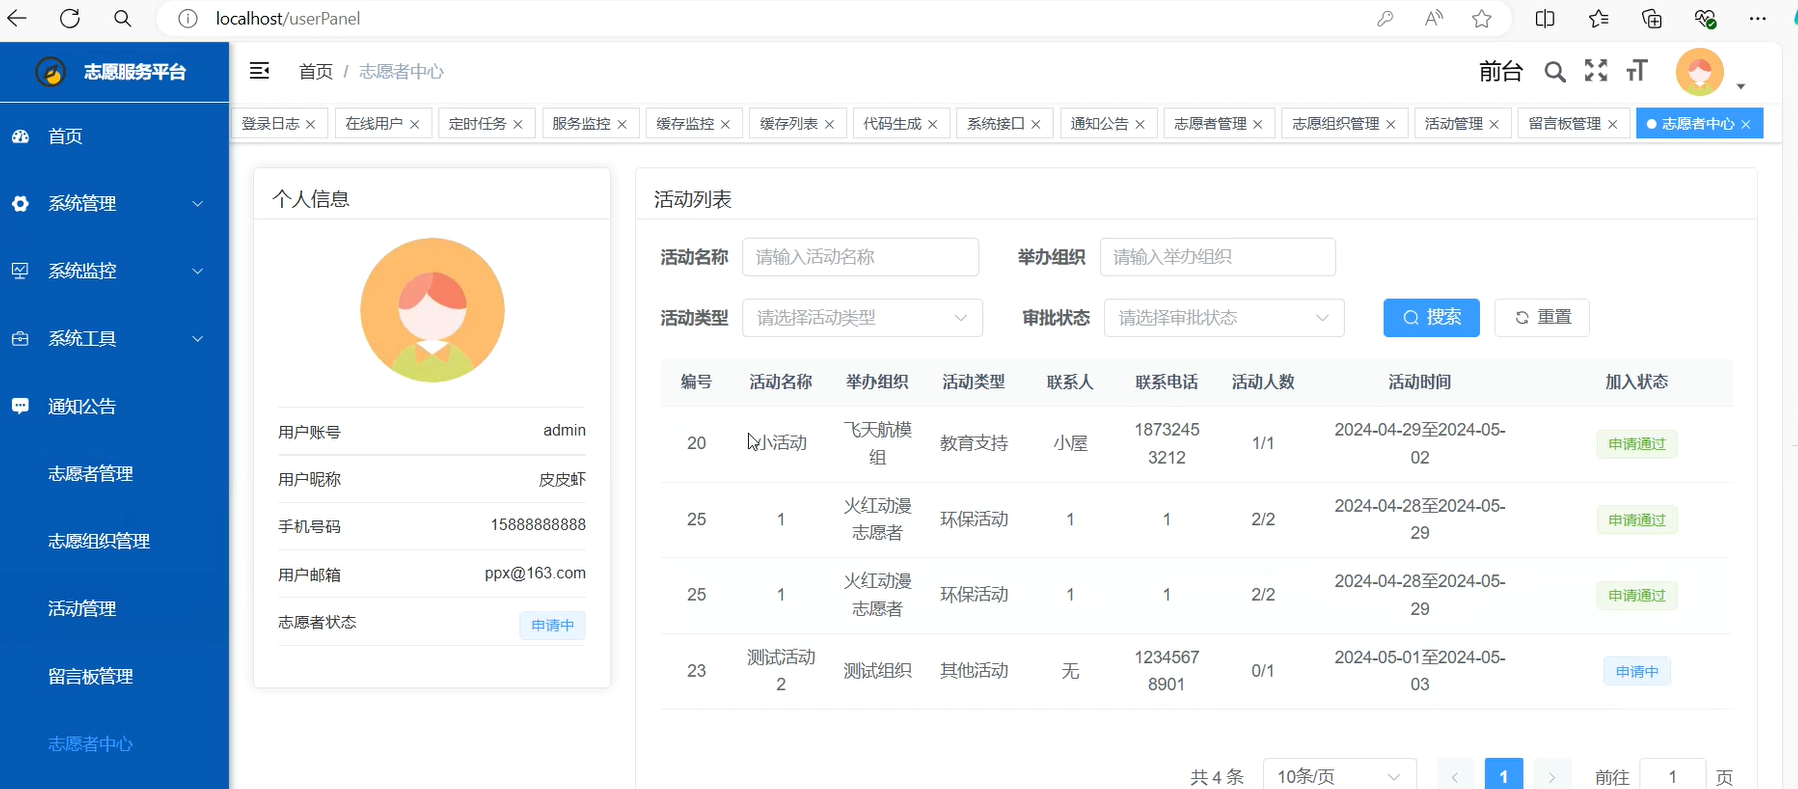 localhost/userPanel
志愿服务平台
首页 / 志愿者中心
前台
登录日志 在线用户 定时任务 服务监控 缓存监控 缓存列表 代码生成 系统接口 通知公告 志愿者管理 志愿组织管理 活动管理 留言板管理 志愿者中心
首页
系统管理
系统监控
系统工具
通知公告
志愿者管理
志愿组织管理
活动管理
留言板管理
志愿者中心
个人信息
用户账号 admin
用户昵称 皮皮虾
手机号码 15888888888
用户邮箱 ppx@163.com
志愿者状态 申请中
活动列表
活动名称 请输入活动名称 举办组织 请输入举办组织
活动类型 请选择活动类型 审批状态 请选择审批状态 搜索 重置
编号 活动名称 举办组织 活动类型 联系人 联系电话 活动人数 活动时间 加入状态
20 小活动 飞天航模组 教育支持 小屋 18732453212 1/1 2024-04-29至2024-05-02 申请通过
25 1 火红动漫志愿者 环保活动 1 1 2/2 2024-04-28至2024-05-29 申请通过
25 1 火红动漫志愿者 环保活动 1 1 2/2 2024-04-28至2024-05-29 申请通过
23 测试活动2 测试组织 其他活动 无 12345678901 0/1 2024-05-01至2024-05-03 申请中
共 4 条 10条/页 1 前往 1 页